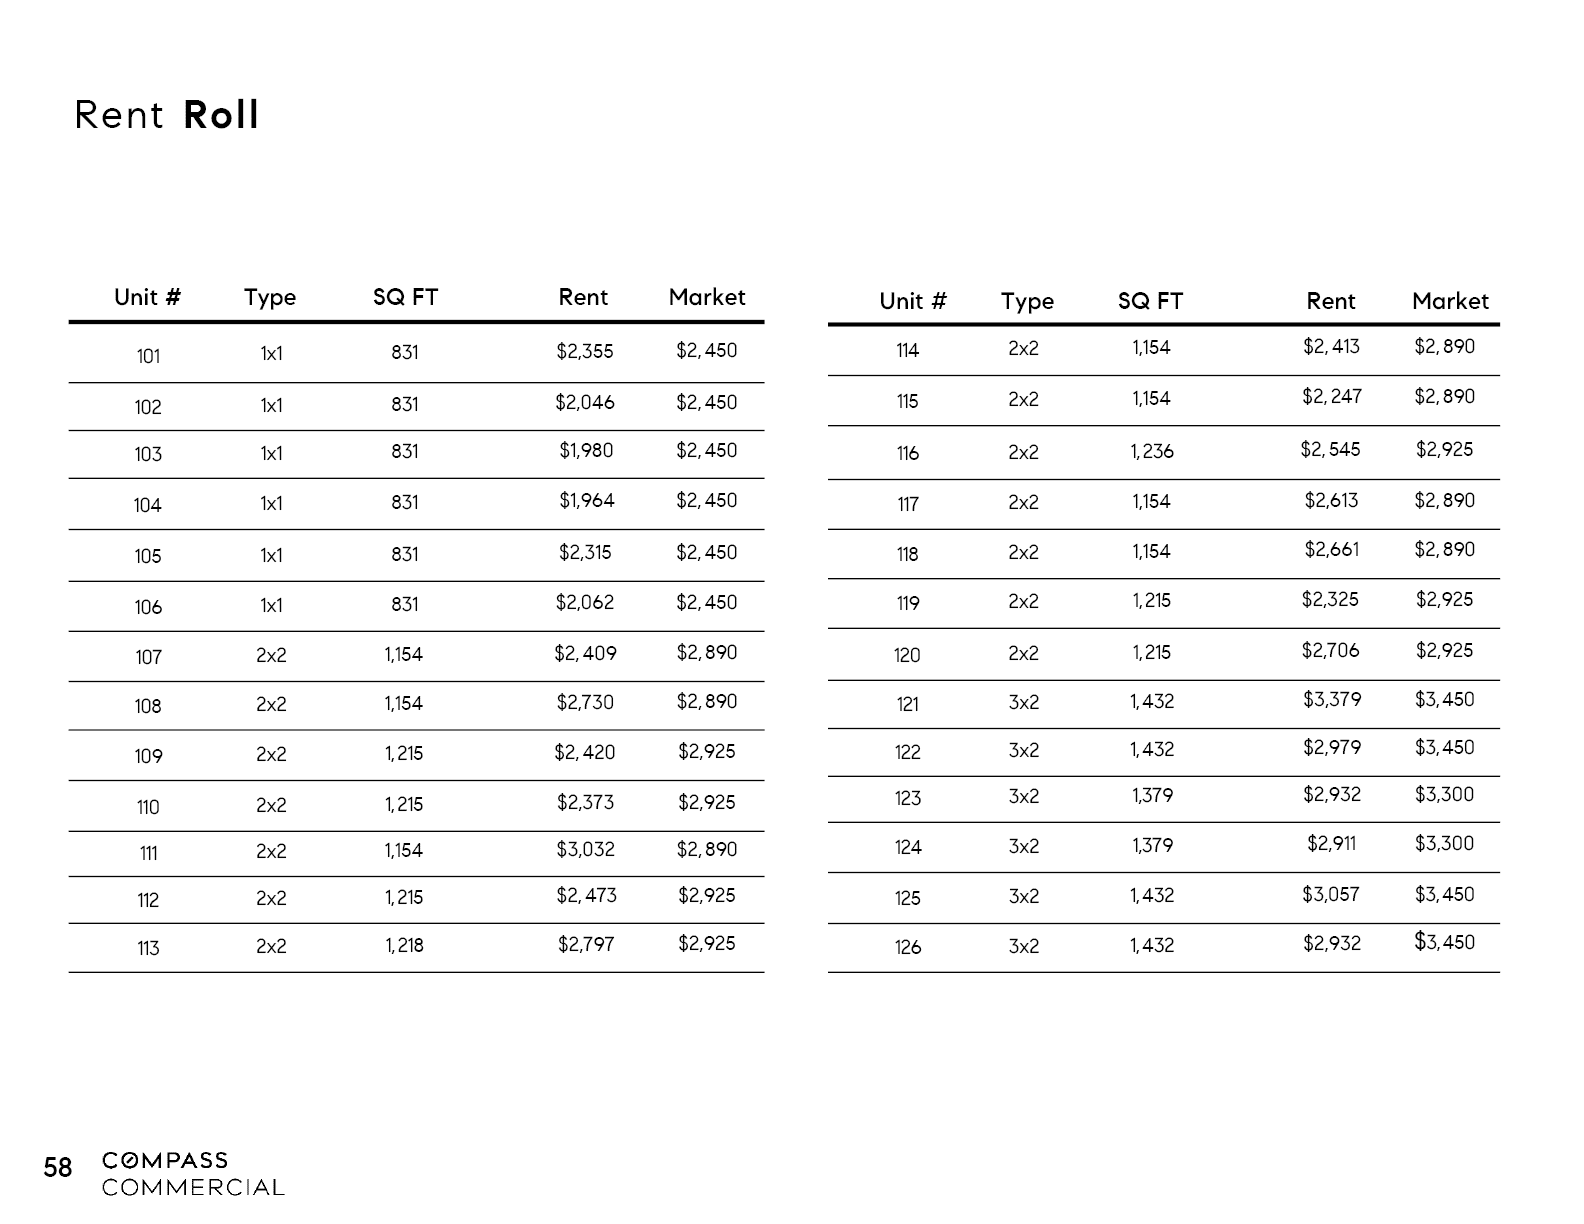 Rent Roll
Unit # Type SQ FT Rent Market
101 1x1 831 $2,355 $2,450
102 1x1 831 $2,046 $2,450
103 1x1 831 $1,980 $2,450
104 1x1 831 $1,964 $2,450
105 1x1 831 $2,315 $2,450
106 1x1 831 $2,062 $2,450
107 2x2 1,154 $2,409 $2,890
108 2x2 1,154 $2,730 $2,890
109 2x2 1,215 $2,420 $2,925
110 2x2 1,215 $2,373 $2,925
111 2x2 1,154 $3,032 $2,890
112 2x2 1,215 $2,473 $2,925
113 2x2 1,218 $2,797 $2,925
Unit # Type SQ FT Rent Market
114 2x2 1,154 $2,413 $2,890
115 2x2 1,154 $2,247 $2,890
116 2x2 1,236 $2,545 $2,925
117 2x2 1,154 $2,613 $2,890
118 2x2 1,154 $2,661 $2,890
119 2x2 1,215 $2,325 $2,925
120 2x2 1,215 $2,706 $2,925
121 3x2 1,432 $3,379 $3,450
122 3x2 1,432 $2,979 $3,450
123 3x2 1,379 $2,932 $3,300
124 3x2 1,379 $2,911 $3,300
125 3x2 1,432 $3,057 $3,450
126 3x2 1,432 $2,932 $3,450
58 COMPASS
COMMERCIAL